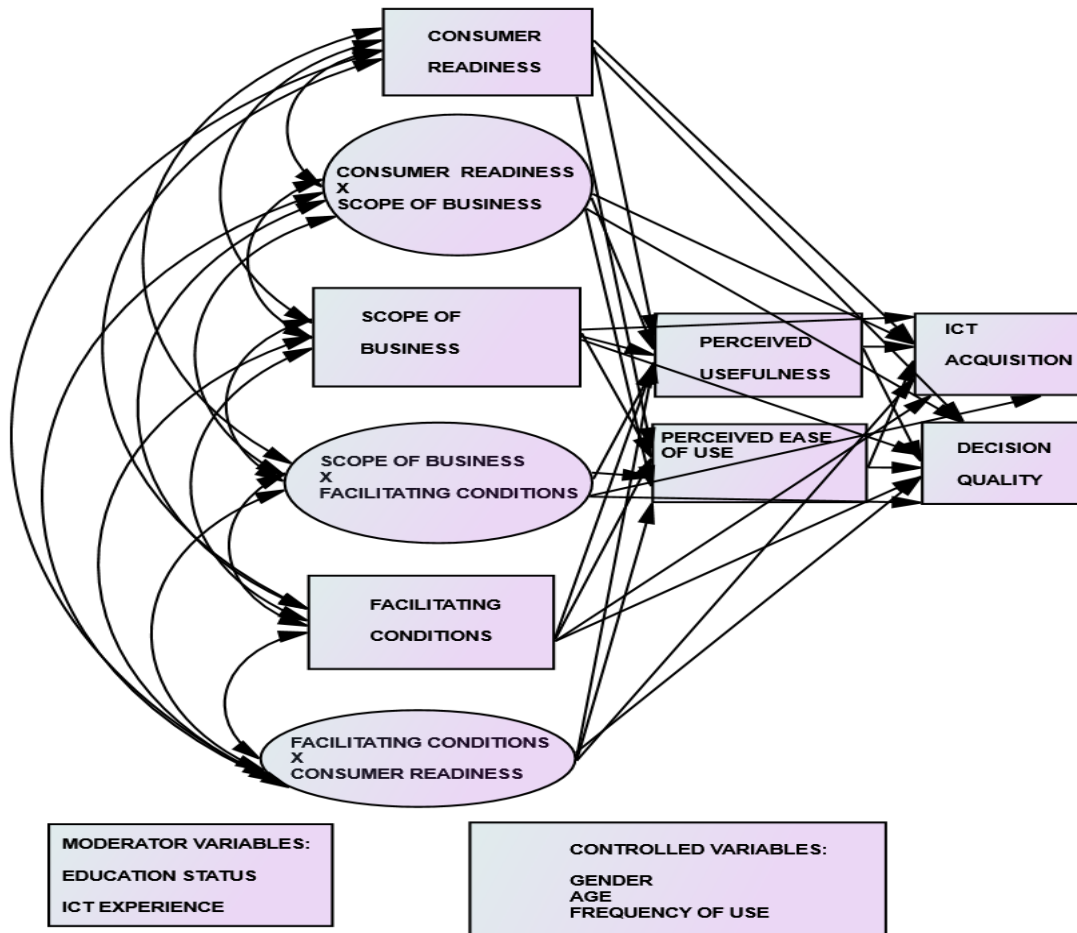 CONSUMER
READINESS
CONSUMER READINESS
X
SCOPE OF BUSINESS
SCOPE OF
BUSINESS
PERCEIVED
USEFULNESS
ICT
ACQUISITION
SCOPE OF BUSINESS
X
FACILITATING CONDITIONS
PERCEIVED EASE
OF USE
DECISION
QUALITY
FACILITATING
CONDITIONS
FACILITATING CONDITIONS
X
CONSUMER READINESS
MODERATOR VARIABLES:
EDUCATION STATUS
ICT EXPERIENCE
CONTROLLED VARIABLES:
GENDER
AGE
FREQUENCY OF USE